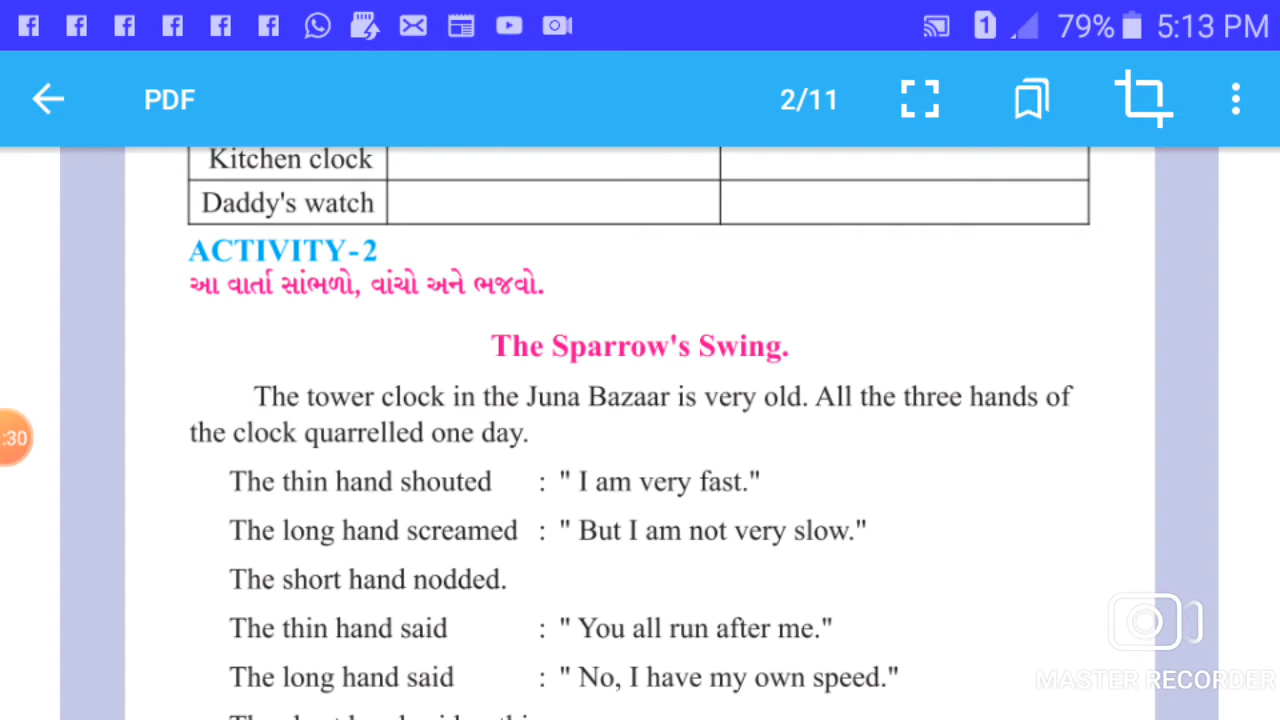 79% 5:13 PM
PDF 2/11
Kitchen clock
Daddy's watch
ACTIVITY-2
આ વાર્તા સાંભળો, વાંચો અને ભજવો.
The Sparrow's Swing.
The tower clock in the Juna Bazaar is very old. All the three hands of
the clock quarrelled one day.
:30
The thin hand shouted : " I am very fast."
The long hand screamed : " But I am not very slow."
The short hand nodded.
The thin hand said : " You all run after me."
The long hand said : " No, I have my own speed."
MASTER RECORDER